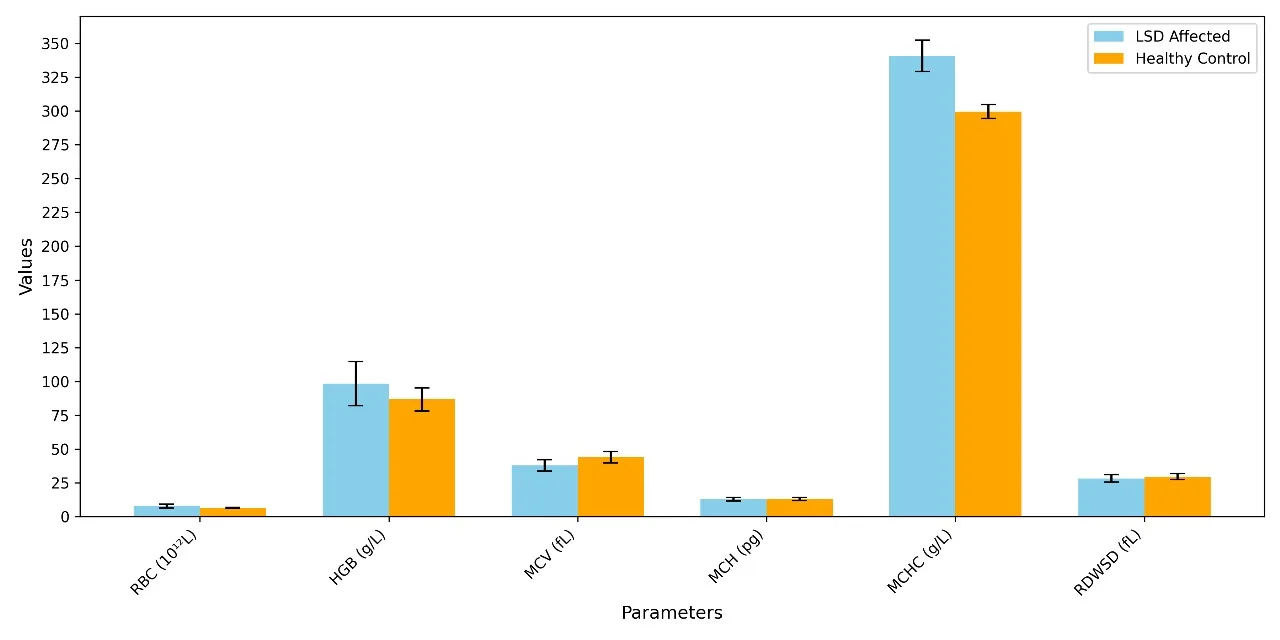 LSD Affected
Healthy Control
Values
350
325
300
275
250
225
200
175
150
125
100
75
50
25
0
RBC (10¹²L)
HGB (g/L)
MCV (fL)
MCH (pg)
MCHC (g/L)
RDWSD (fL)
Parameters